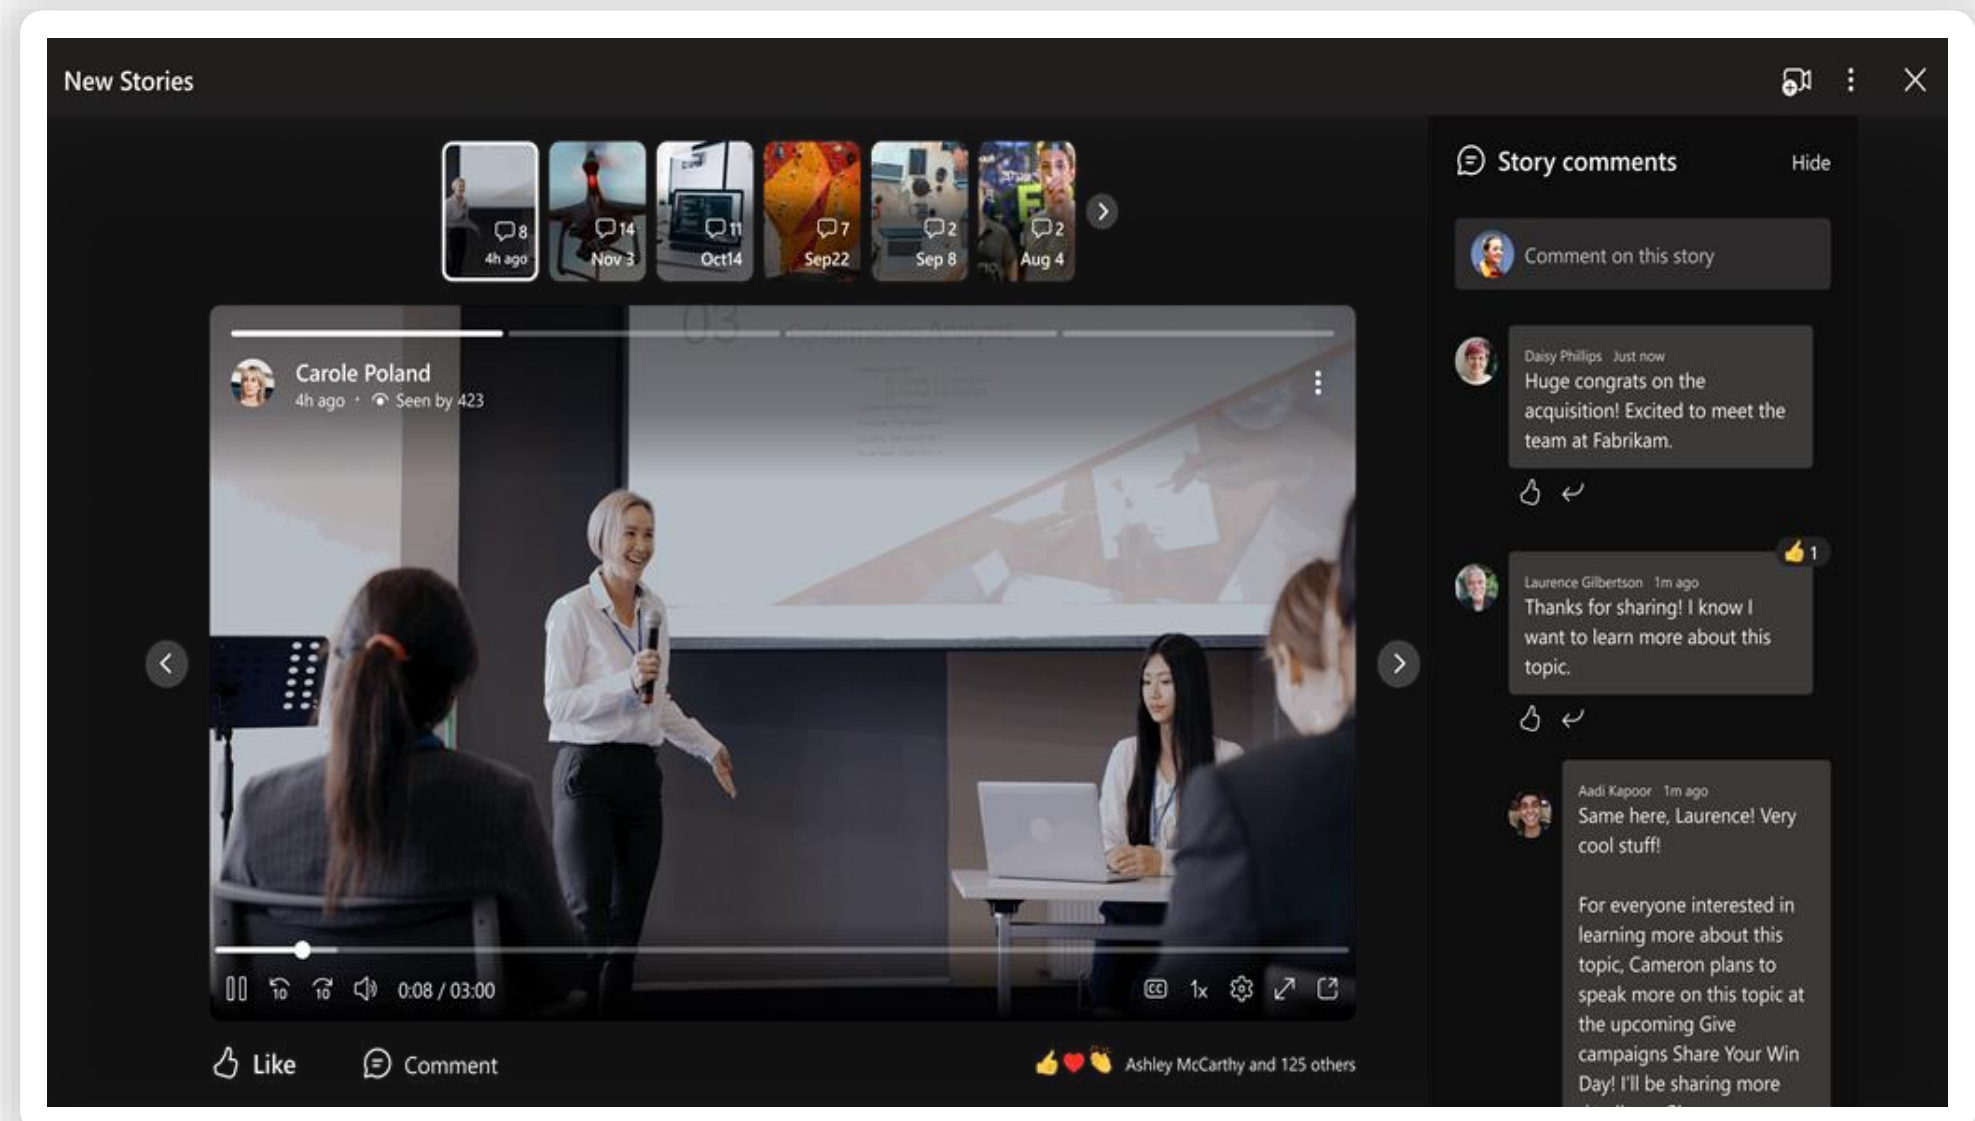 New Stories
8
4h ago
14
Nov 3
11
Oct14
7
Sep22
2
Sep 8
2
Aug 4
03
Carole Poland
4h ago · Seen by 423
10
10
0:08 / 03:00
CC
1x
Like
Comment
Ashley McCarthy and 125 others
Story comments
Hide
Comment on this story
Daisy Phillips Just now
Huge congrats on the
acquisition! Excited to meet the
team at Fabrikam.
1
Laurence Gilbertson 1m ago
Thanks for sharing! I know I
want to learn more about this
topic.
Aadi Kapoor 1m ago
Same here, Laurence! Very
cool stuff!
For everyone interested in
learning more about this
topic, Cameron plans to
speak more on this topic at
the upcoming Give
campaigns Share Your Win
Day! I'll be sharing more